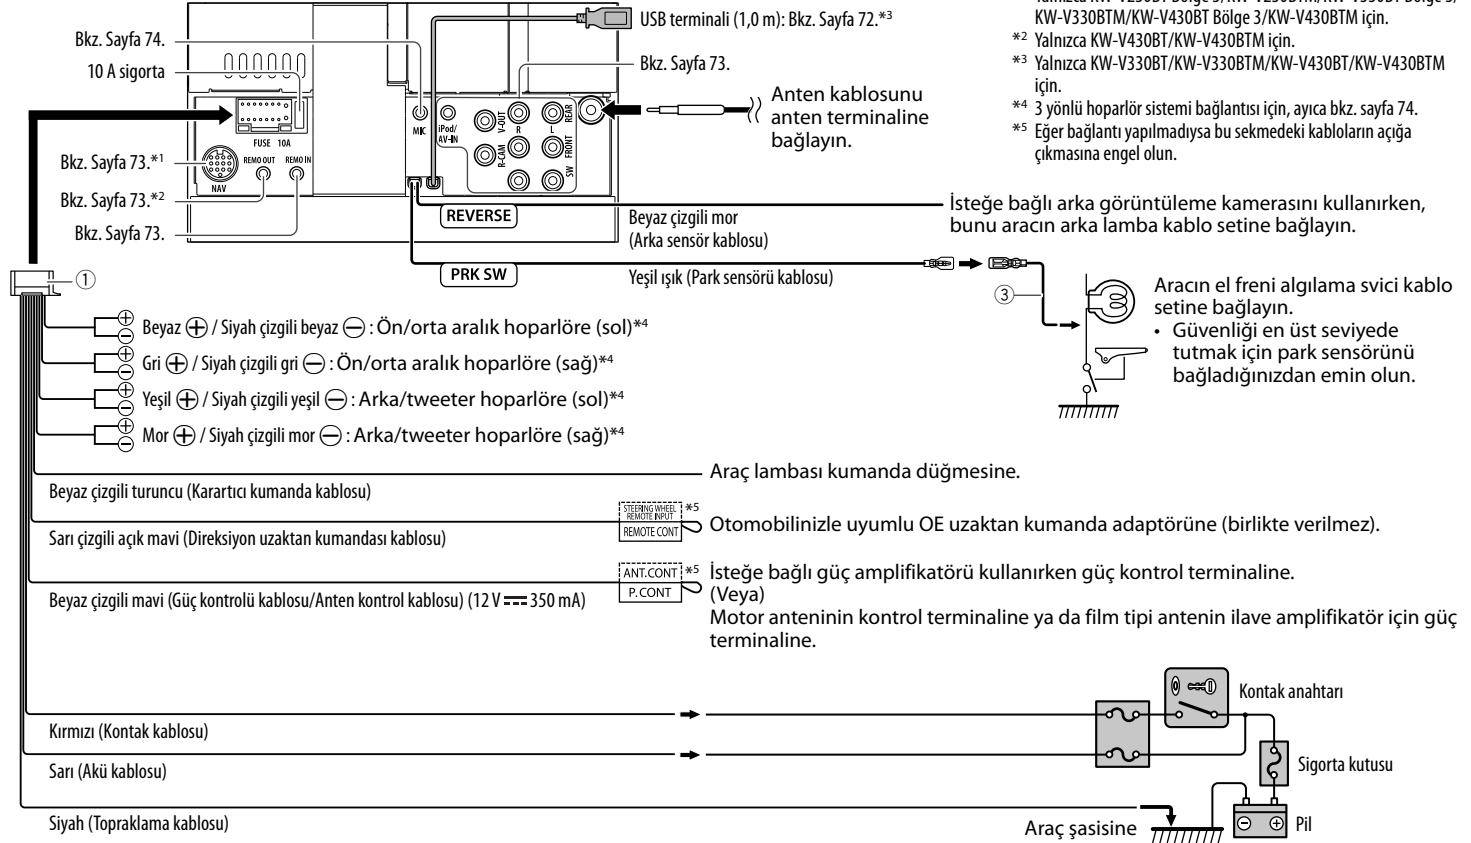 Yalnızca KW-V250BT Bölge 3/KW-V250BTM/KW-V330BT Bölge 3/
KW-V330BTM/KW-V430BT Bölge 3/KW-V430BTM için.
*2 Yalnızca KW-V430BT/KW-V430BTM için.
*3 Yalnızca KW-V330BT/KW-V330BTM/KW-V430BT/KW-V430BTM
için.
*4 3 yönlü hoparlör sistemi bağlantısı için, ayıca bkz. sayfa 74.
*5 Eğer bağlantı yapılmadıysa bu sekmedeki kabloların açığa
çıkmasına engel olun.
USB terminali (1,0 m): Bkz. Sayfa 72.*3
Bkz. Sayfa 74.
Bkz. Sayfa 73.
10 A sigorta
Anten kablosunu
anten terminaline
bağlayın.
MIC
iPod/
AV-IN
V-OUT
R-CAM
R
L
REAR
FRONT
SW
FUSE 10A
REMO OUT
REMO IN
NAV
Bkz. Sayfa 73.*1
Bkz. Sayfa 73.*2
Bkz. Sayfa 73.
REVERSE
Beyaz çizgili mor
(Arka sensör kablosu)
İsteğe bağlı arka görüntüleme kamerasını kullanırken,
bunu aracın arka lamba kablo setine bağlayın.
PRK SW
Yeşil ışık (Park sensörü kablosu)
①
③
Aracın el freni algılama svici kablo
setine bağlayın.
• Güvenliği en üst seviyede
tutmak için park sensörünü
bağladığınızdan emin olun.
⊕
⊖
Beyaz ⊕ / Siyah çizgili beyaz ⊖ : Ön/orta aralık hoparlöre (sol)*4
⊕
⊖
Gri ⊕ / Siyah çizgili gri ⊖ : Ön/orta aralık hoparlöre (sağ)*4
⊕
⊖
Yeşil ⊕ / Siyah çizgili yeşil ⊖ : Arka/tweeter hoparlöre (sol)*4
⊕
⊖
Mor ⊕ / Siyah çizgili mor ⊖ : Arka/tweeter hoparlöre (sağ)*4
Beyaz çizgili turuncu (Karartıcı kumanda kablosu)
Araç lambası kumanda düğmesine.
Sarı çizgili açık mavi (Direksiyon uzaktan kumandası kablosu)
STEERING WHEEL
REMOTE INPUT
REMOTE CONT
*5
Otomobilinizle uyumlu OE uzaktan kumanda adaptörüne (birlikte verilmez).
Beyaz çizgili mavi (Güç kontrolü kablosu/Anten kontrol kablosu) (12 V ⎓ 350 mA)
ANT.CONT
P. CONT
*5
İsteğe bağlı güç amplifikatörü kullanırken güç kontrol terminaline.
(Veya)
Motor anteninin kontrol terminaline ya da film tipi antenin ilave amplifikatör için güç
terminaline.
Kırmızı (Kontak kablosu)
Kontak anahtarı
Sarı (Akü kablosu)
Sigorta kutusu
Siyah (Topraklama kablosu)
Araç şasisine
⊖ ⊕
Pil